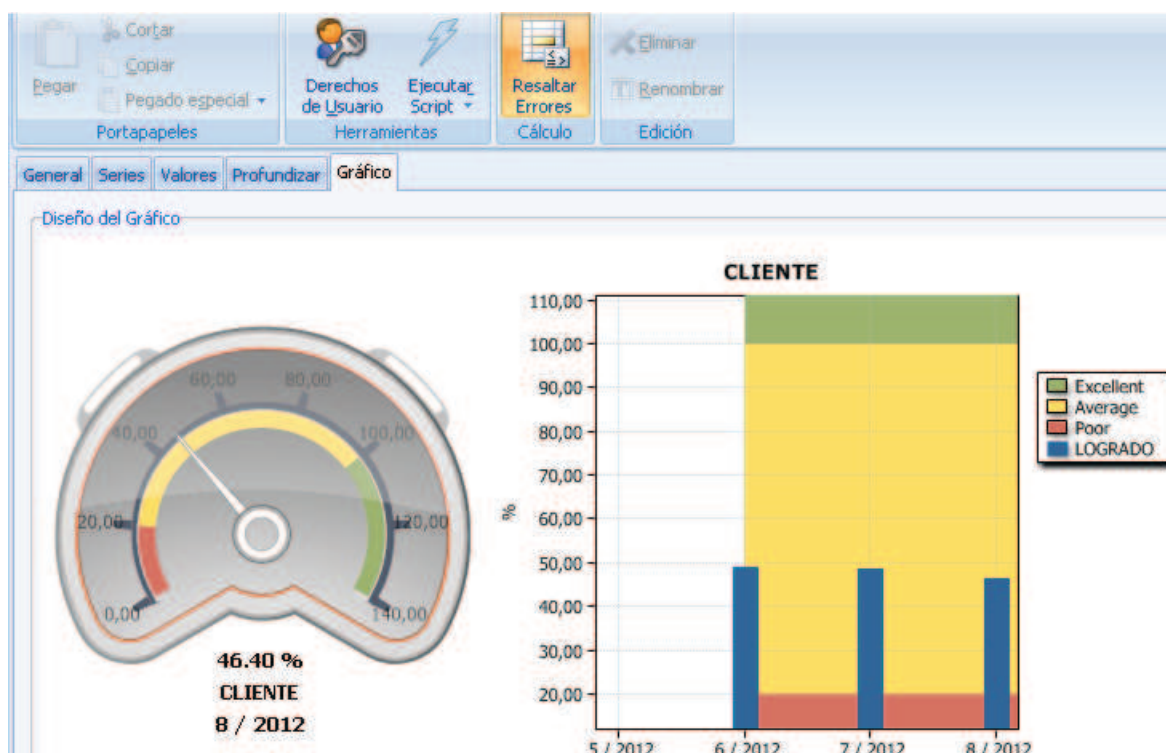 Cortar
Copiar
Pegar
Pegado especial
Portapapeles
Derechos
de Usuario
Ejecutar
Script
Herramientas
Resaltar
Errores
Cálculo
Eliminar
Renombrar
Edición
General Series Valores Profundizar Gráfico
Diseño del Gráfico
0,00
20,00
40,00
60,00
80,00
100,00
120,00
140,00
46.40 %
CLIENTE
8 / 2012
CLIENTE
110,00
100,00
90,00
80,00
70,00
60,00
50,00
40,00
30,00
20,00
%
5 / 2012 6 / 2012 7 / 2012 8 / 2012
Excellent
Average
Poor
LOGRADO